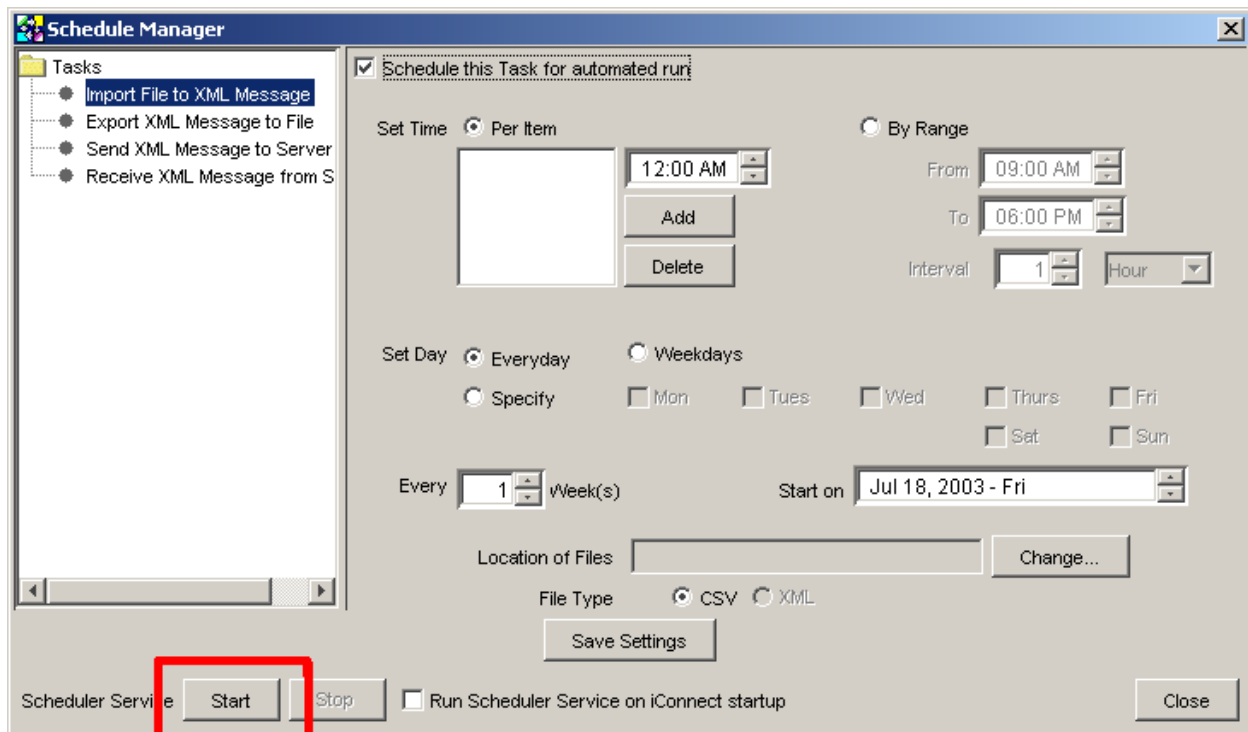 Schedule Manager
Tasks
Import File to XML Message
Export XML Message to File
Send XML Message to Server
Receive XML Message from S
Schedule this Task for automated run
Set Time Per Item By Range
12:00 AM From 09:00 AM
Add To 06:00 PM
Delete Interval 1 Hour
Set Day Everyday Weekdays
Specify Mon Tues Wed Thurs Fri
Sat Sun
Every 1 Week(s) Start on Jul 18, 2003 - Fri
Location of Files Change...
File Type CSV XML
Save Settings
Scheduler Service Start Stop Run Scheduler Service on iConnect startup Close